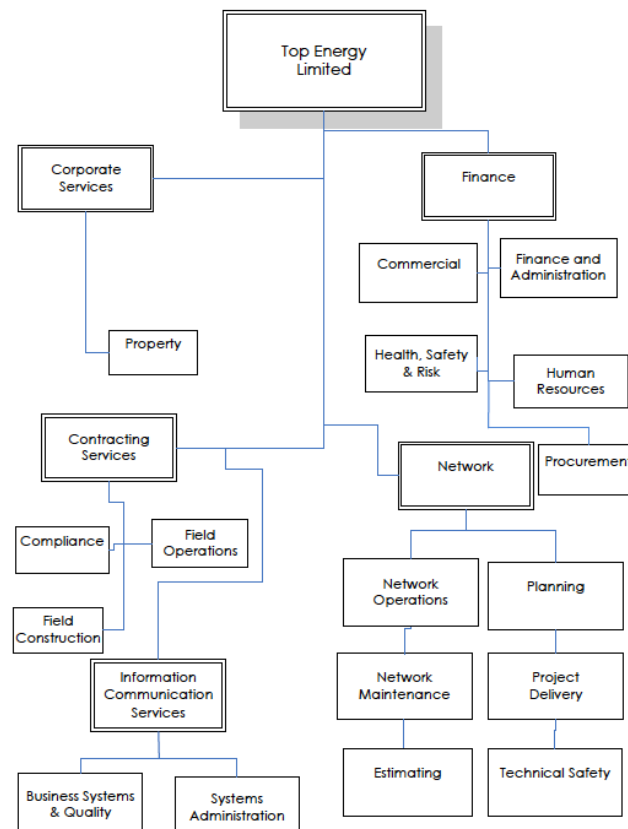 Top Energy
Limited
Corporate
Services
Finance
Commercial
Finance and
Administration
Property
Health, Safety
& Risk
Human
Resources
Contracting
Services
Network
Procurement
Compliance
Field
Operations
Network
Operations
Planning
Field
Construction
Information
Communication
Services
Network
Maintenance
Project
Delivery
Estimating
Technical Safety
Business Systems
& Quality
Systems
Administration